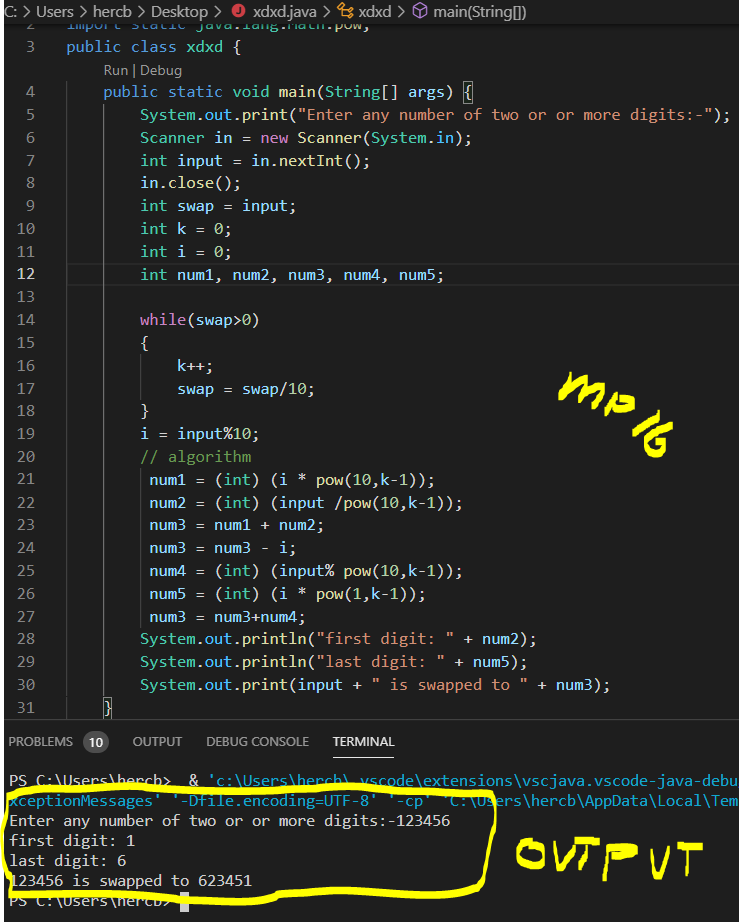 C: > Users > hercb > Desktop > xdxd.java > xdxd > main(String[])
2 import static java.lang.Math.pow;
3 public class xdxd {
Run | Debug
4 public static void main(String[] args) {
5 System.out.print("Enter any number of two or or more digits:-");
6 Scanner in = new Scanner(System.in);
7 int input = in.nextInt();
8 in.close();
9 int swap = input;
10 int k = 0;
11 int i = 0;
12 int num1, num2, num3, num4, num5;
13
14 while(swap>0)
15 {
16 k++;
17 swap = swap/10;
18 }
19 i = input%10;
20 // algorithm
21 num1 = (int) (i * pow(10,k-1));
22 num2 = (int) (input /pow(10,k-1));
23 num3 = num1 + num2;
24 num3 = num3 - i;
25 num4 = (int) (input% pow(10,k-1));
26 num5 = (int) (i * pow(1,k-1));
27 num3 = num3+num4;
28 System.out.println("first digit: " + num2);
29 System.out.println("last digit: " + num5);
30 System.out.print(input + " is swapped to " + num3);
31 }
PROBLEMS 10 OUTPUT DEBUG CONSOLE TERMINAL
PS C:\Users\hercb> & 'c:\Users\hercb\.vscode\extensions\vscjava.vscode-java-debu
xceptionMessages' '-Dfile.encoding=UTF-8' '-cp' 'C:\Users\hercb\AppData\Local\Tem
Enter any number of two or or more digits:-123456
first digit: 1
last digit: 6
123456 is swapped to 623451
PS C:\Users\hercb>
OUTPUT